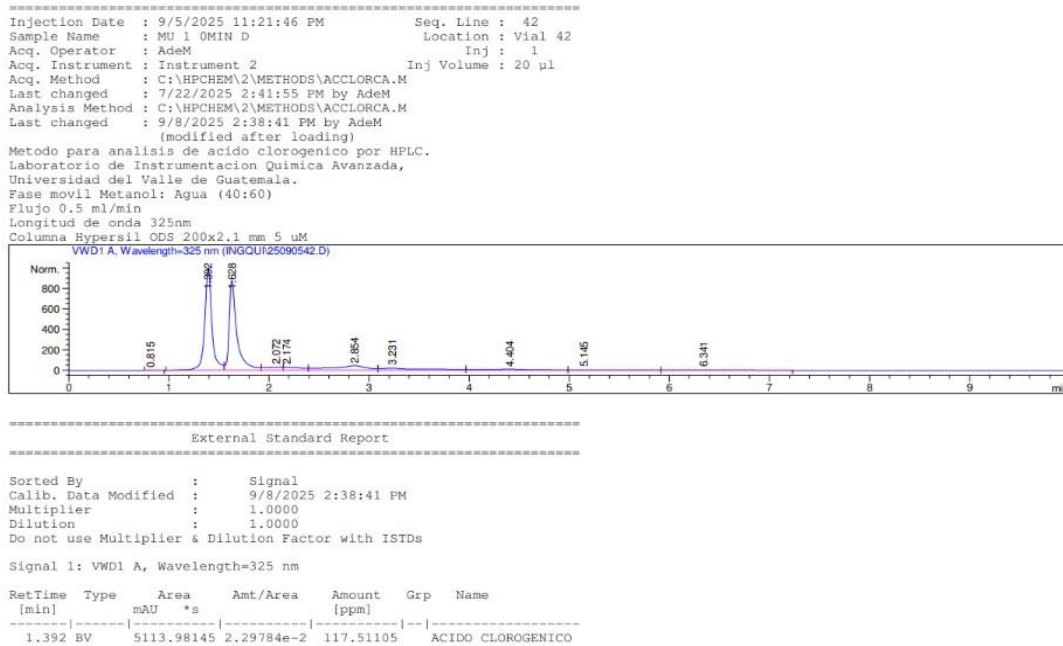 ======================================================================
Injection Date  : 9/5/2025 11:21:46 PM            Seq. Line :  42
Sample Name     : MU 1 0MIN D                      Location : Vial 42
Acq. Operator   : AdeM                                  Inj :   1
Acq. Instrument : Instrument 2                   Inj Volume : 20 µl
Acq. Method     : C:\HPCHEM\2\METHODS\ACCLORCA.M
Last changed    : 7/22/2025 2:41:55 PM by AdeM
Analysis Method : C:\HPCHEM\2\METHODS\ACCLORCA.M
Last changed    : 9/8/2025 2:38:41 PM by AdeM
(modified after loading)
Metodo para analisis de acido clorogenico por HPLC.
Laboratorio de Instrumentacion Quimica Avanzada,
Universidad del Valle de Guatemala.
Fase movil Metanol: Agua (40:60)
Flujo 0.5 ml/min
Longitud de onda 325nm
Columna Hypersil ODS 200x2.1 mm 5 uM
VWD1 A, Wavelength=325 nm (INGQUI\25090542.D)
Norm.
800
600
400
200
0
1.392
1.628
0.815
2.072
2.174
2.854
3.231
4.404
5.145
6.341
0 1 2 3 4 5 6 7 8 9 mi
======================================================================
External Standard Report
======================================================================
Sorted By             :      Signal
Calib. Data Modified  :      9/8/2025 2:38:41 PM
Multiplier            :      1.0000
Dilution              :      1.0000
Do not use Multiplier & Dilution Factor with ISTDs
Signal 1: VWD1 A, Wavelength=325 nm
RetTime  Type     Area     Amt/Area    Amount   Grp   Name
[min]         mAU   *s                 [ppm]
-------|------|----------|----------|----------|--|------------------
1.392 BV    5113.98145 2.29784e-2  117.51105    ACIDO CLOROGENICO